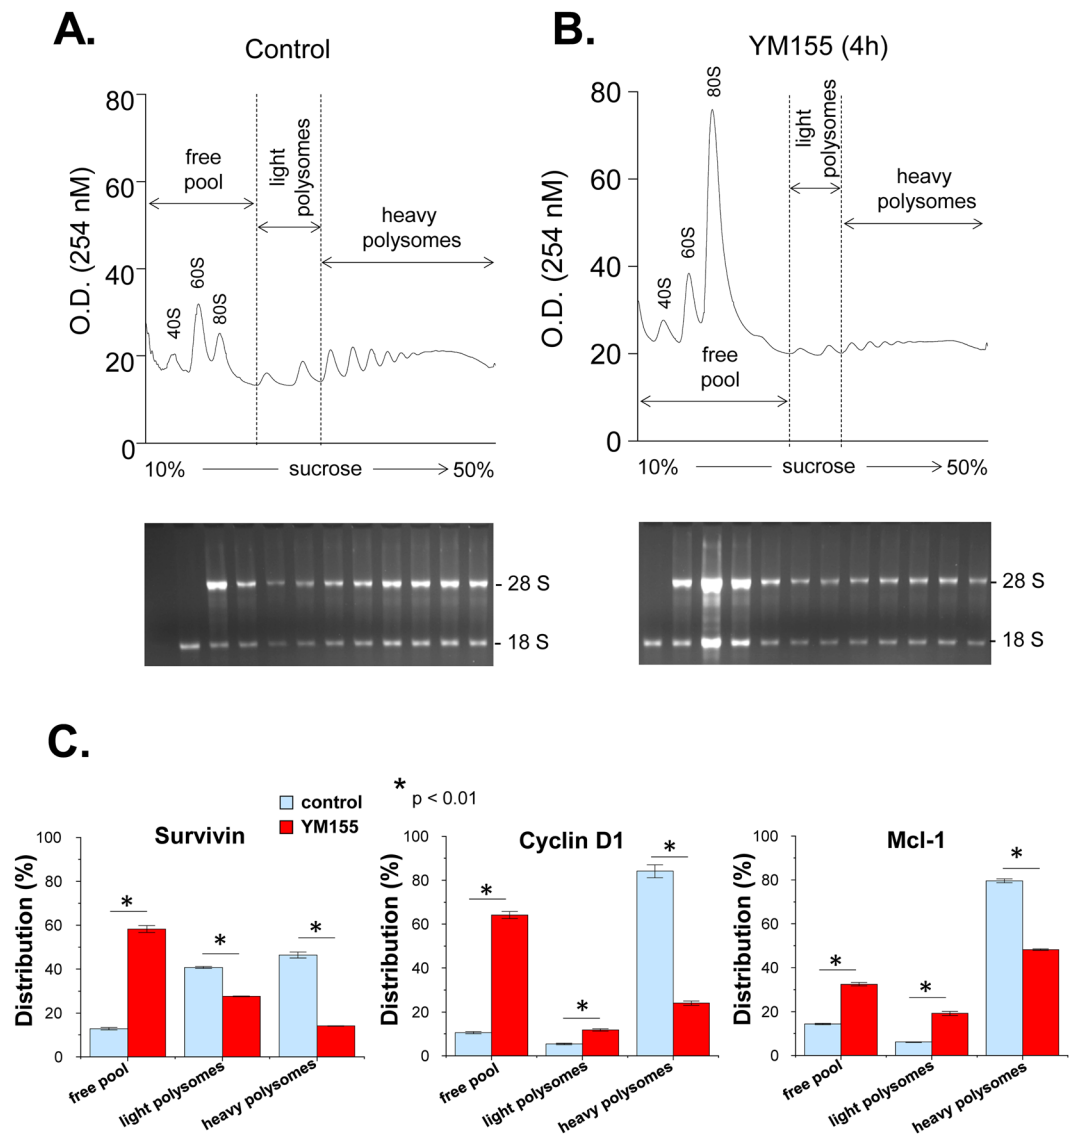 A.
Control
80
60
40
20
0
O.D. (254 nM)
free
pool
light
polysomes
heavy
polysomes
40S
60S
80S
10%
sucrose
50%
28 S
18 S
B.
YM155 (4h)
80
60
40
20
0
O.D. (254 nM)
40S
60S
80S
light
polysomes
heavy
polysomes
free
pool
10%
sucrose
50%
28 S
18 S
C.
* p < 0.01
control
YM155
Survivin
Distribution (%)
100
80
60
40
20
0
*
*
*
free pool
light polysomes
heavy polysomes
Cyclin D1
Distribution (%)
100
80
60
40
20
0
*
*
*
free pool
light polysomes
heavy polysomes
Mcl-1
Distribution (%)
100
80
60
40
20
0
*
*
*
free pool
light polysomes
heavy polysomes